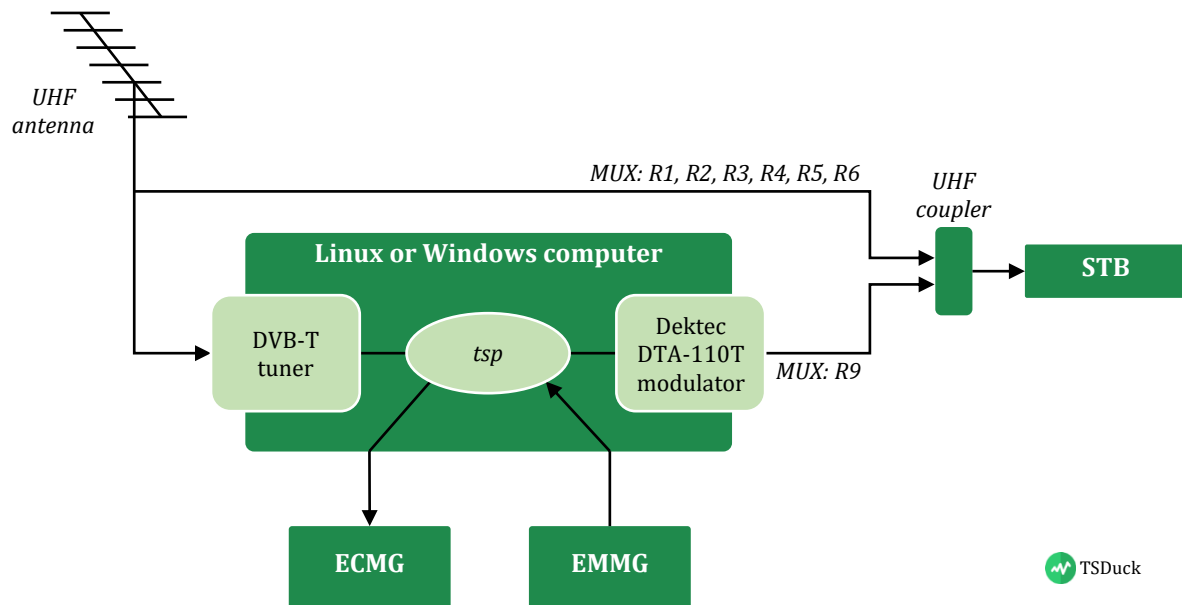 UHF
antenna
MUX: R1, R2, R3, R4, R5, R6
UHF
coupler
Linux or Windows computer
STB
DVB-T
tuner
tsp
Dektec
DTA-110T
modulator
MUX: R9
ECMG
EMMG
TSDuck